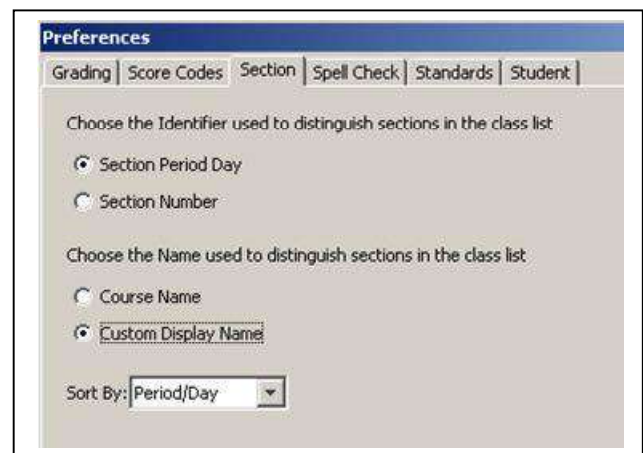 Preferences
Grading Score Codes Section Spell Check Standards Student
Choose the Identifier used to distinguish sections in the class list
Section Period Day
Section Number
Choose the Name used to distinguish sections in the class list
Course Name
Custom Display Name
Sort By: Period/Day